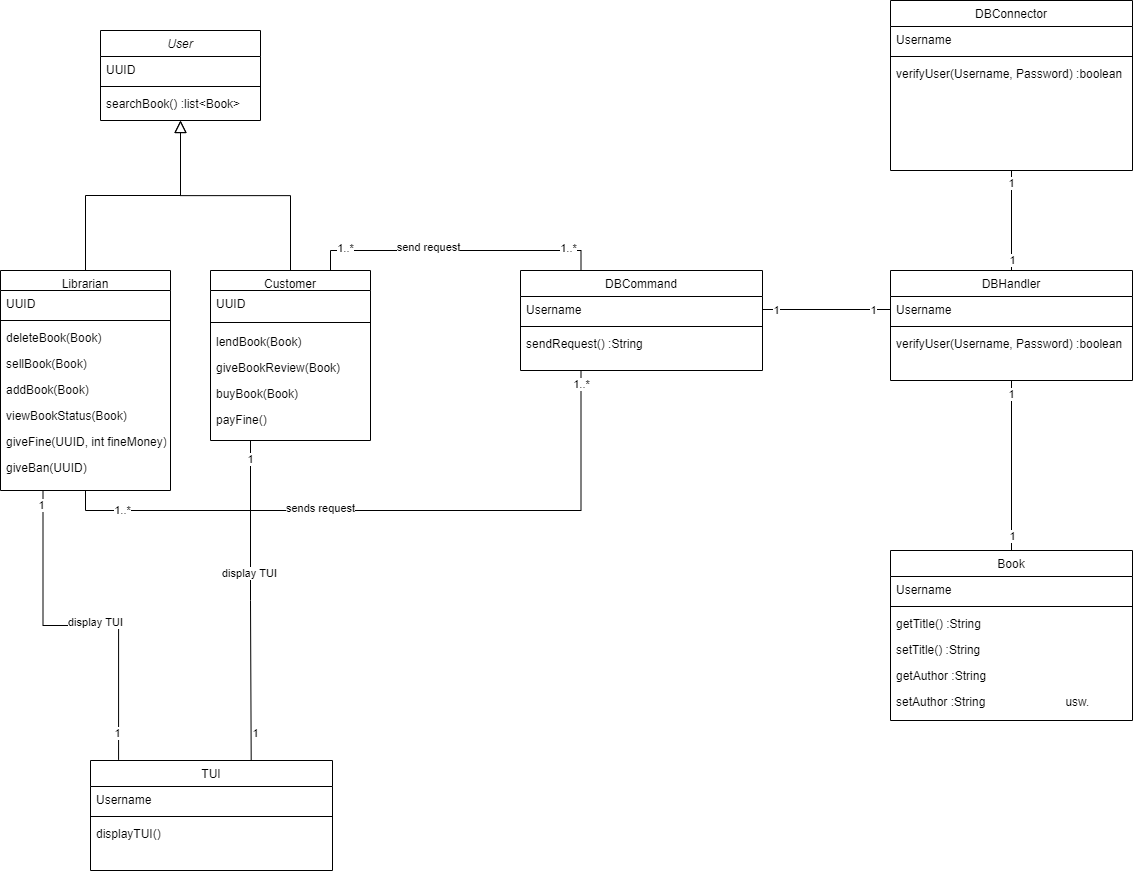 User
UUID
searchBook() :list<Book>
DBConnector
Username
verifyUser(Username, Password) :boolean
1
1
1..*
send request
1..*
Librarian
UUID
deleteBook(Book)
sellBook(Book)
addBook(Book)
viewBookStatus(Book)
giveFine(UUID, int fineMoney)
giveBan(UUID)
Customer
UUID
lendBook(Book)
giveBookReview(Book)
buyBook(Book)
payFine()
DBCommand
Username
sendRequest() :String
1
1
DBHandler
Username
verifyUser(Username, Password) :boolean
1..*
1
1
1
1..*
sends request
1
display TUI
display TUI
1
1
Book
Username
getTitle() :String
setTitle() :String
getAuthor :String
setAuthor :String
usw.
TUI
Username
displayTUI()